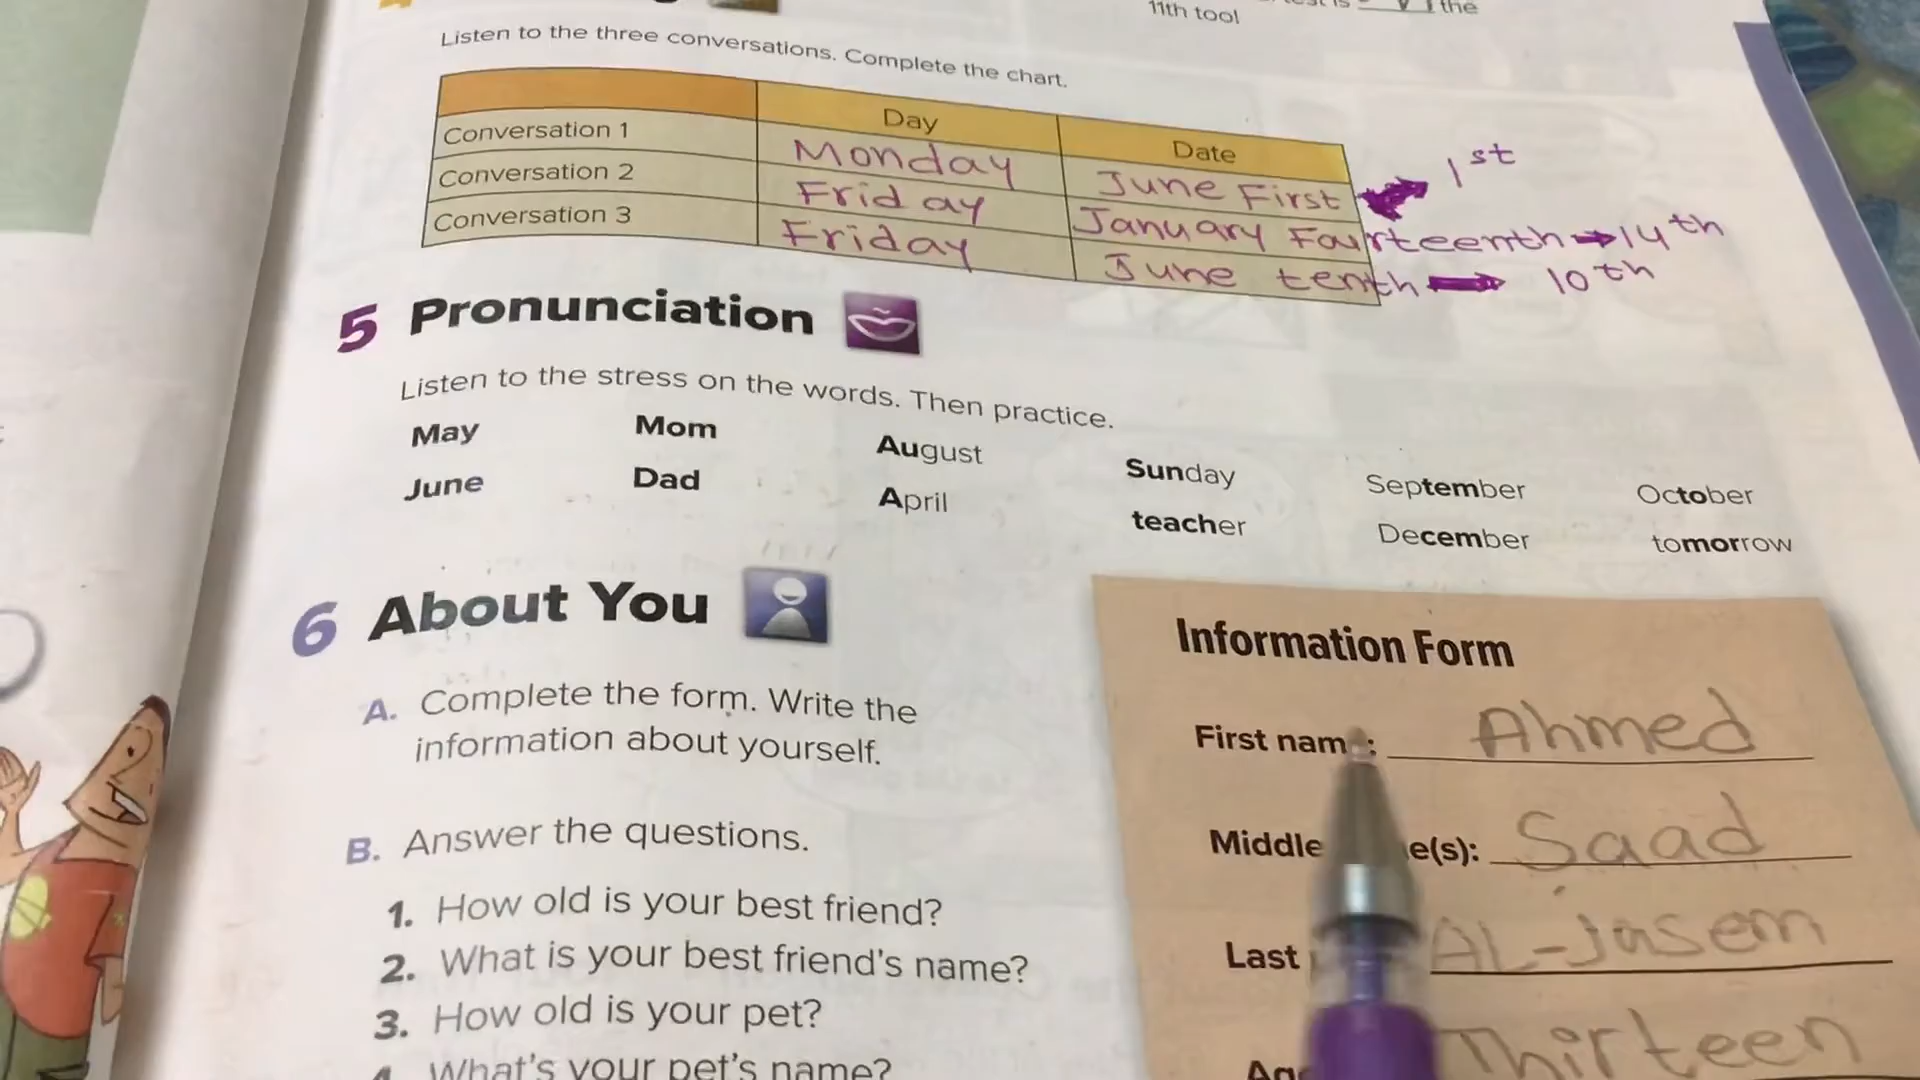 11th too! the
Listen to the three conversations. Complete the chart.
Day Date
Conversation 1 Monday June First 1st
Conversation 2 Friday January Fourteenth 14th
Conversation 3 Friday June tenth 10th
5 Pronunciation
Listen to the stress on the words. Then practice.
May Mom August Sunday September October
June Dad April teacher December tomorrow
6 About You
A. Complete the form. Write the
information about yourself.
B. Answer the questions.
1. How old is your best friend?
2. What is your best friend's name?
3. How old is your pet?
4. What's your pet's name?
Information Form
First nam : Ahmed
Middle e(s): Saad
Last AL-jasem
Age Thirteen